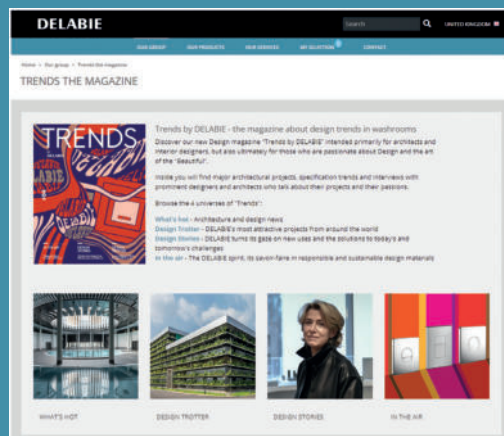 DELABIE
Search
UNITED KINGDOM
OUR GROUP
OUR PRODUCTS
OUR SERVICES
MY SELECTION
CONTACT
Home > Our group > Trends the magazine
TRENDS THE MAGAZINE
TRENDS
DELABIE
Trends by DELABIE - the magazine about design trends in washrooms
Discover our new Design magazine "Trends by DELABIE" intended primarily for architects and
interior designers, but also ultimately for those who are passionate about Design and the art
of the "Beautiful".
Inside you will find major architectural projects, specification trends and interviews with
prominent designers and architects who talk about their projects and their passions.
Browse the 4 universes of "Trends":
What's hot - Architecture and design news
Design Trotter - DELABIE's most attractive projects from around the world
Design Stories - DELABIE turns its gaze on new uses and the solutions to today's and
tomorrow's challenges
In the air - The DELABIE spirit, its savoir-faire in responsible and sustainable design materials
WHAT'S HOT
DESIGN TROTTER
DESIGN STORIES
IN THE AIR